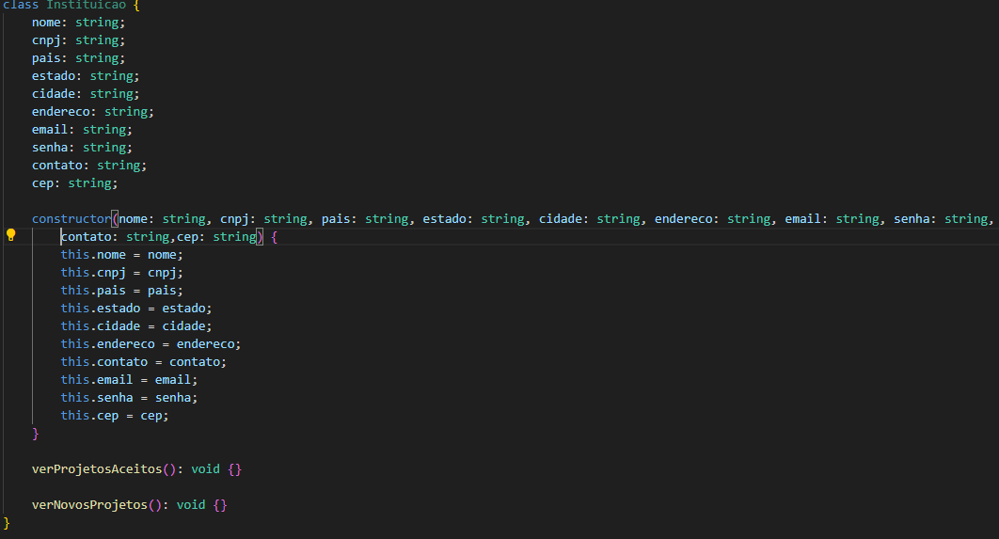 class Instituicao {
nome: string;
cnpj: string;
pais: string;
estado: string;
cidade: string;
endereco: string;
email: string;
senha: string;
contato: string;
cep: string;
constructor(nome: string, cnpj: string, pais: string, estado: string, cidade: string, endereco: string, email: string, senha: string,
contato: string,cep: string) {
this.nome = nome;
this.cnpj = cnpj;
this.pais = pais;
this.estado = estado;
this.cidade = cidade;
this.endereco = endereco;
this.contato = contato;
this.email = email;
this.senha = senha;
this.cep = cep;
}
verProjetosAceitos(): void {}
verNovosProjetos(): void {}
}